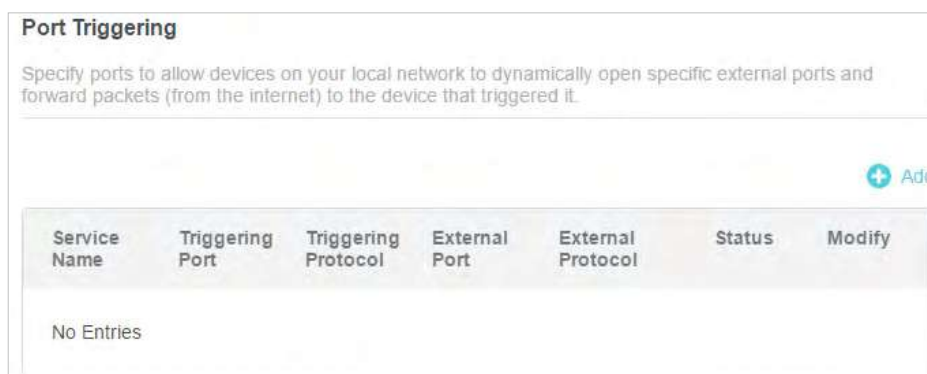 Port Triggering
Specify ports to allow devices on your local network to dynamically open specific external ports and
forward packets (from the internet) to the device that triggered it.
Add
Service Name
Triggering Port
Triggering Protocol
External Port
External Protocol
Status
Modify
No Entries